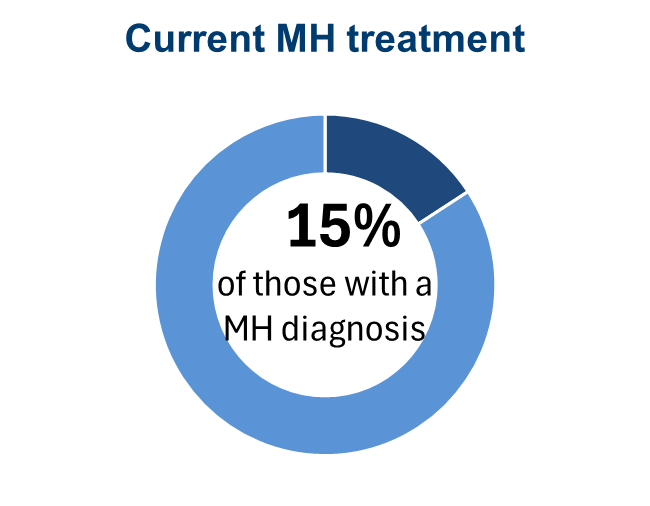 Current MH treatment
15%
of those with a
MH diagnosis